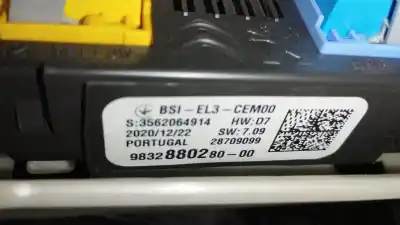 BSI-EL3-CEM00
S:3562064914 HW:D7
2020/12/22 SW:7.09
PORTUGAL 28709099
9832880280-00